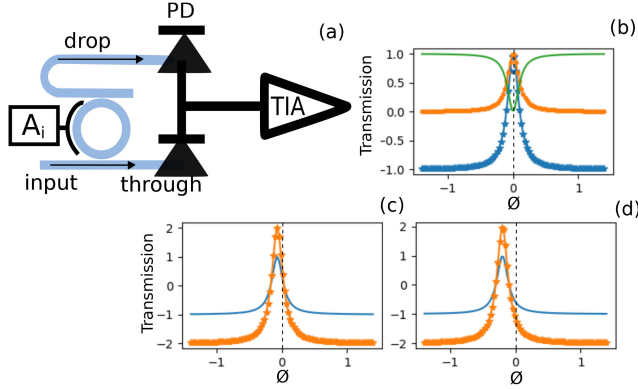 PD
(a)
drop
A_i
TIA
input
through
(b)
Transmission
1.0
0.5
0.0
−0.5
−1.0
−1
0
1
Ø
(c)
Transmission
2
1
0
−1
−2
−1
0
1
Ø
(d)
2
1
0
−1
−2
−1
0
1
Ø